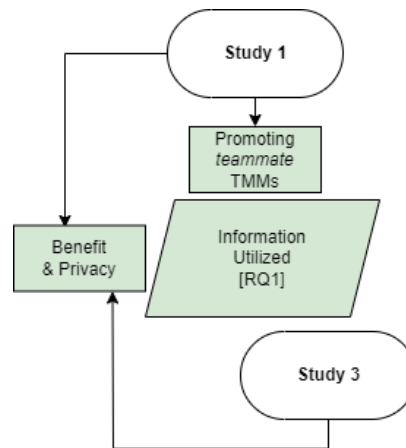 Study 1
Promoting
teammate
TMMs
Benefit
& Privacy
Information
Utilized
[RQ1]
Study 3